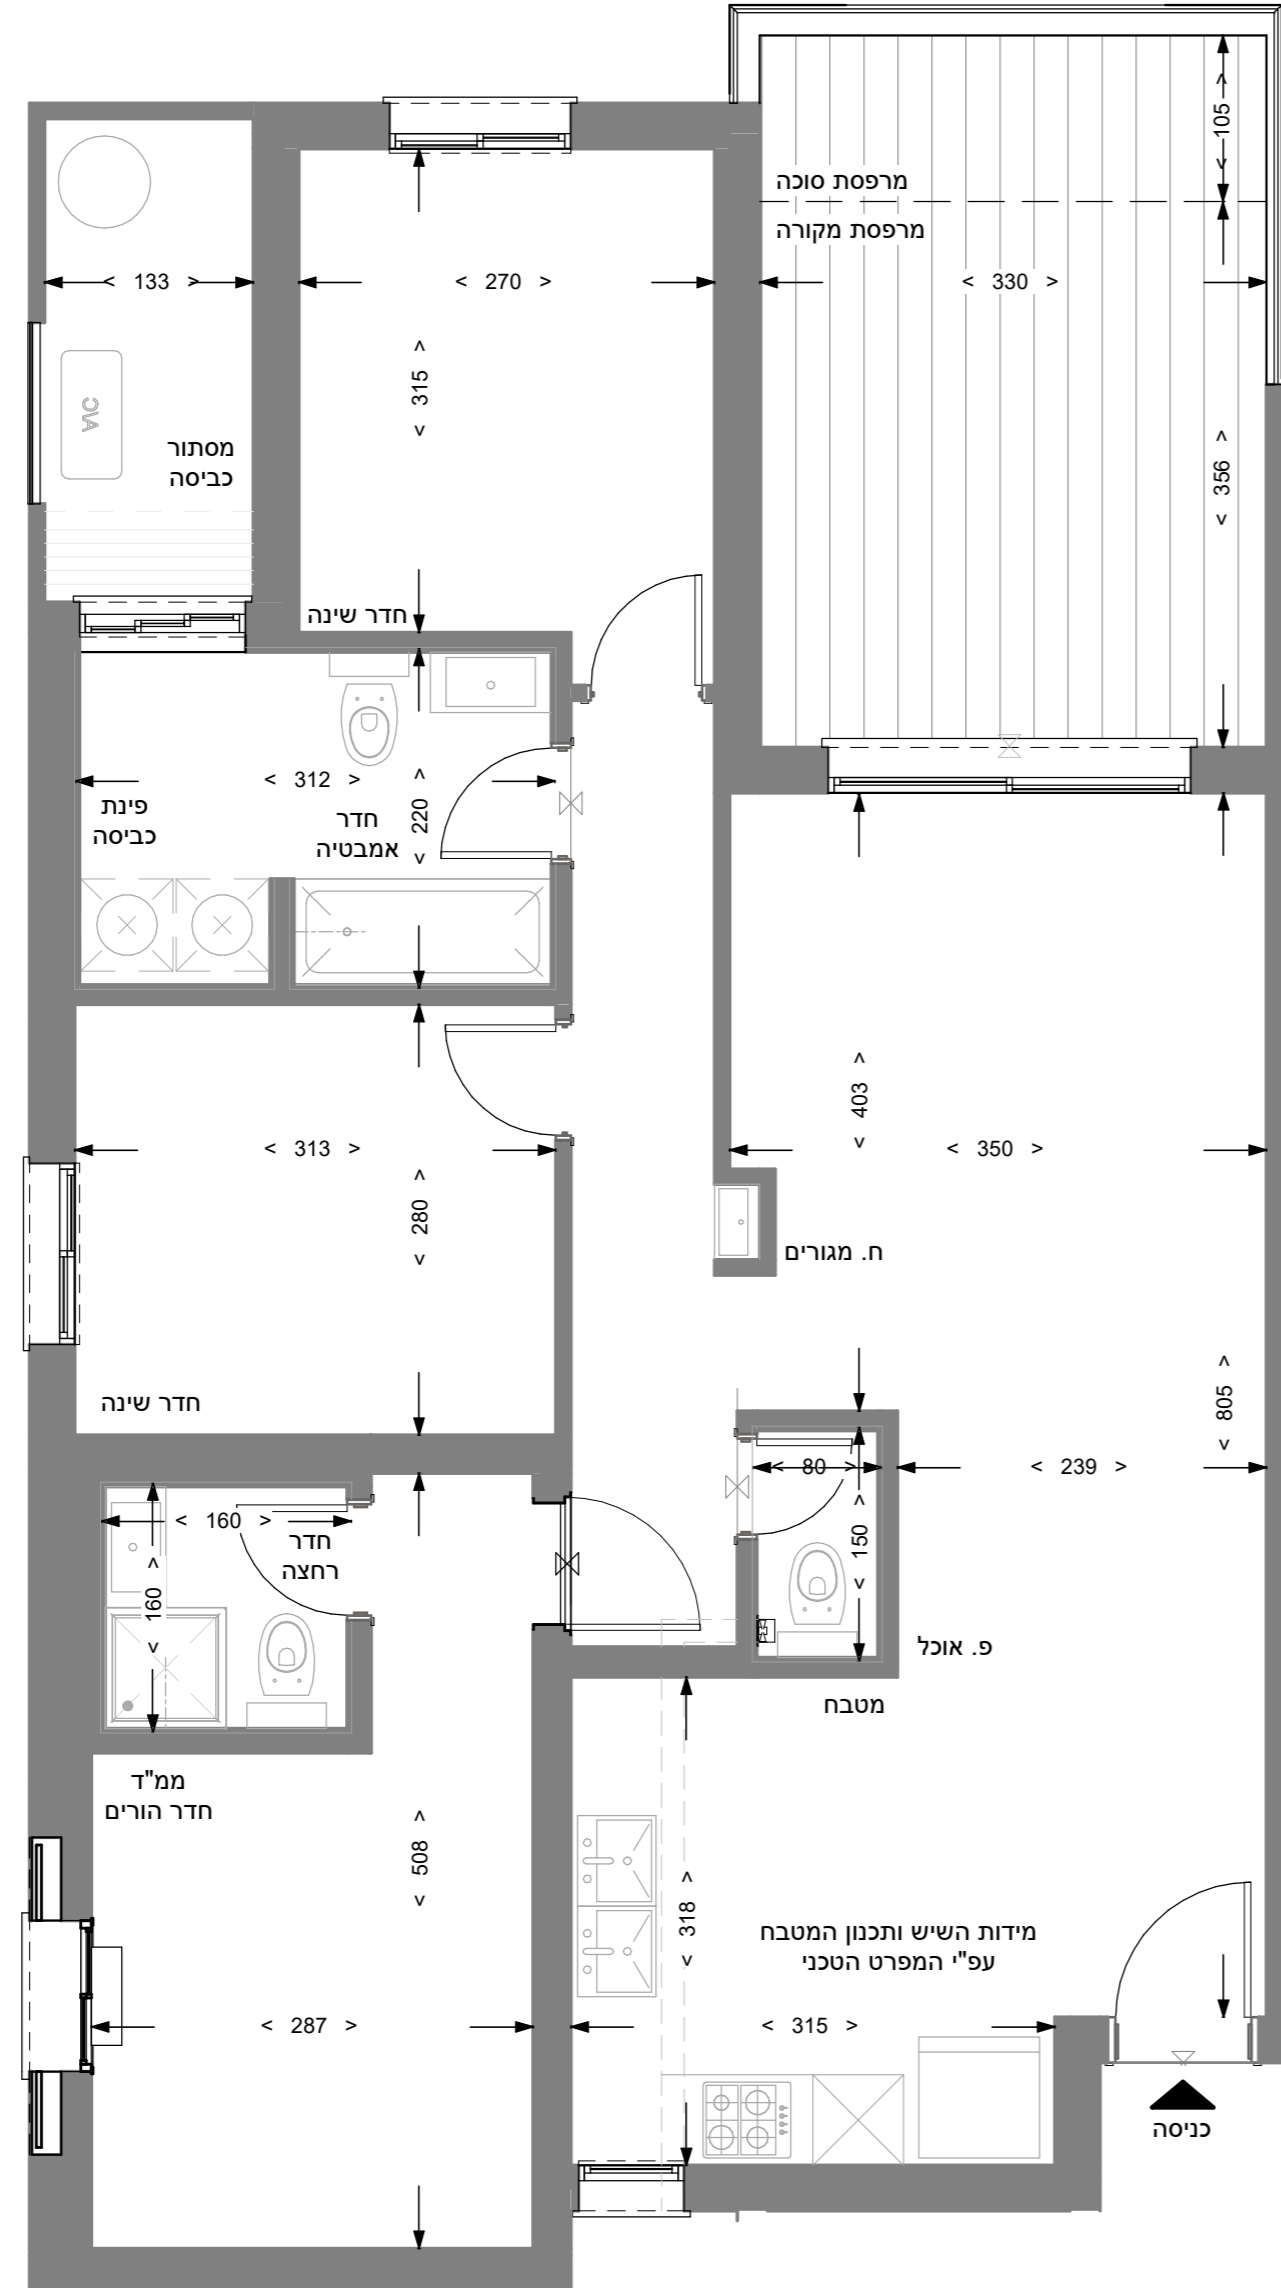 < 105 >
מרפסת סוכה
מרפסת מקורה
< 133 >
< 270 >
< 330 >
< 315 >
A\C
< 356 >
מסתור
כביסה
חדר שינה
< 312 >
< 220 >
פינת
כביסה
חדר
אמבטיה
< 403 >
< 313 >
< 350 >
< 280 >
ח. מגורים
חדר שינה
< 805 >
< 80 >
< 239 >
< 160 >
< 150 >
חדר
רחצה
< 160 >
פ. אוכל
מטבח
ממ"ד
חדר הורים
< 508 >
< 318 >
מידות השיש ותכנון המטבח
עפ"י המפרט הטכני
< 287 >
< 315 >
כניסה